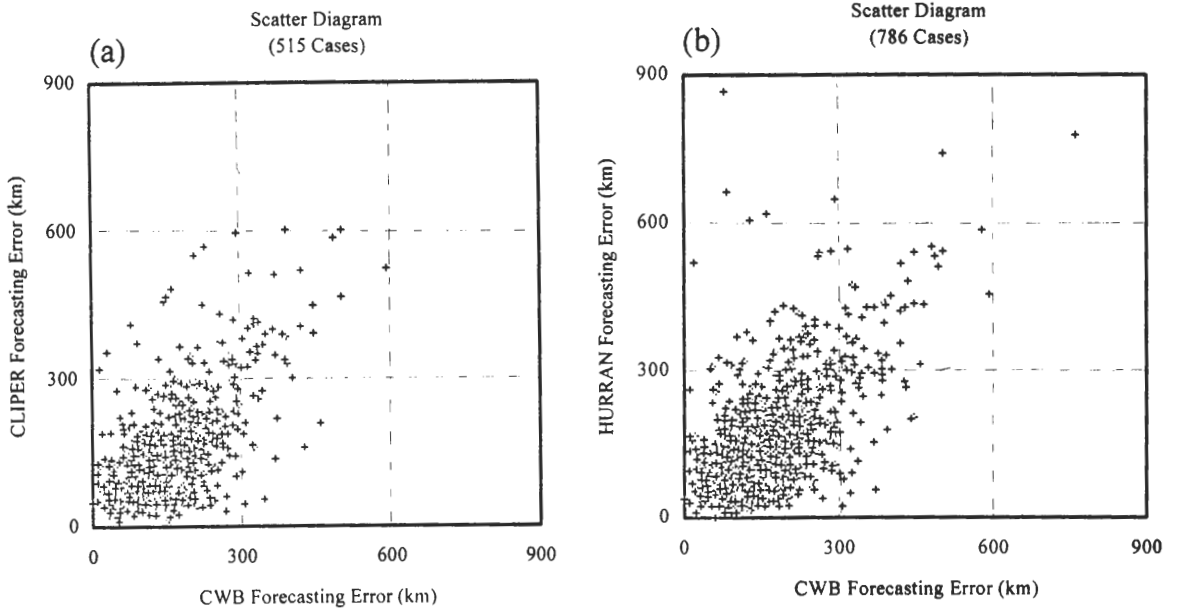 Scatter Diagram
(515 Cases)
(a)
900
600
300
0
0 300 600 900
CLIPER Forecasting Error (km)
CWB Forecasting Error (km)
Scatter Diagram
(786 Cases)
(b)
900
600
300
0
0 300 600 900
HURRAN Forecasting Error (km)
CWB Forecasting Error (km)